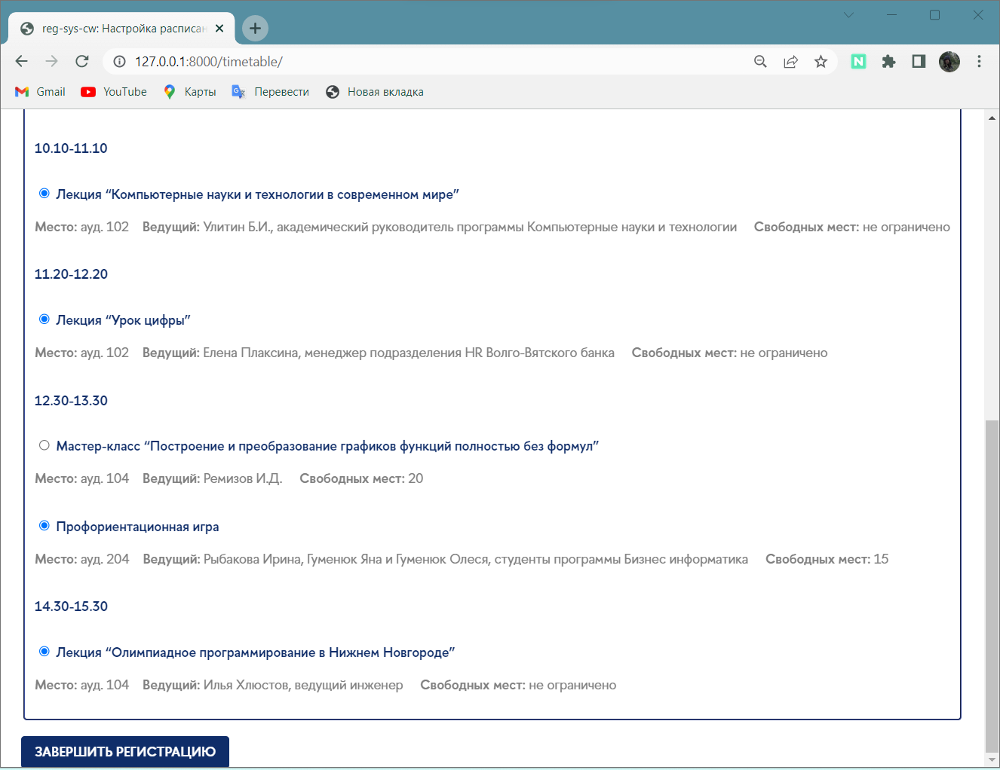 reg-sys-cw: Настройка расписан
127.0.0.1:8000/timetable/
N
Gmail YouTube Карты Перевести Новая вкладка
10.10-11.10
Лекция “Компьютерные науки и технологии в современном мире”
Место: ауд. 102 Ведущий: Улитин Б.И., академический руководитель программы Компьютерные науки и технологии Свободных мест: не ограничено
11.20-12.20
Лекция “Урок цифры”
Место: ауд. 102 Ведущий: Елена Плаксина, менеджер подразделения HR Волго-Вятского банка Свободных мест: не ограничено
12.30-13.30
Мастер-класс “Построение и преобразование графиков функций полностью без формул”
Место: ауд. 104 Ведущий: Ремизов И.Д. Свободных мест: 20
Профориентационная игра
Место: ауд. 204 Ведущий: Рыбакова Ирина, Гуменюк Яна и Гуменюк Олеся, студенты программы Бизнес информатика Свободных мест: 15
14.30-15.30
Лекция “Олимпиадное программирование в Нижнем Новгороде”
Место: ауд. 104 Ведущий: Илья Хлюстов, ведущий инженер Свободных мест: не ограничено
ЗАВЕРШИТЬ РЕГИСТРАЦИЮ